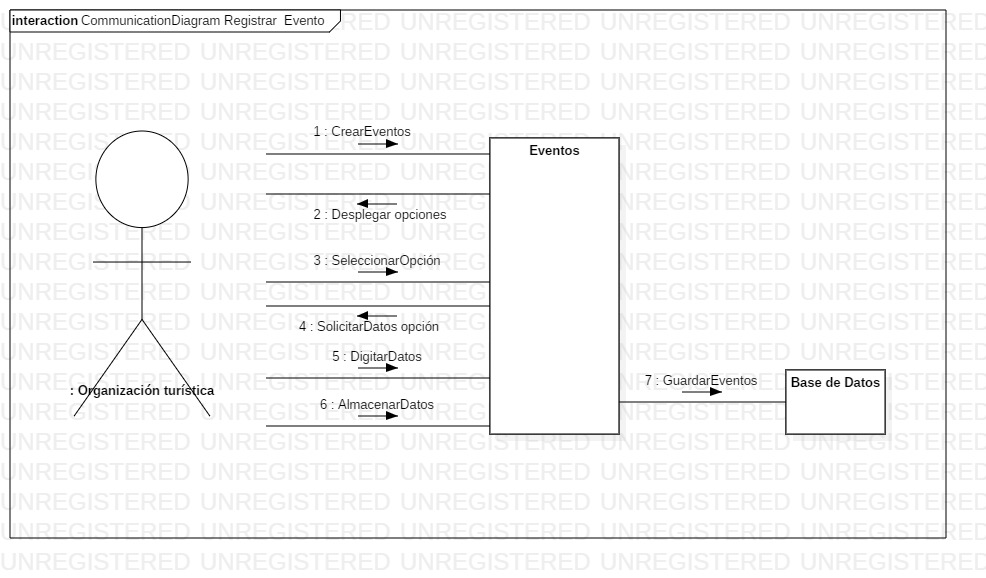 interaction CommunicationDiagram Registrar Evento
1 : CrearEventos
Eventos
2 : Desplegar opciones
3 : SeleccionarOpción
4 : SolicitarDatos opción
5 : DigitarDatos
7 : GuardarEventos
Base de Datos
: Organización turística
6 : AlmacenarDatos
UNREGISTERED UNREGISTERED UNREGISTERED UNREGISTERED UNREGISTERED